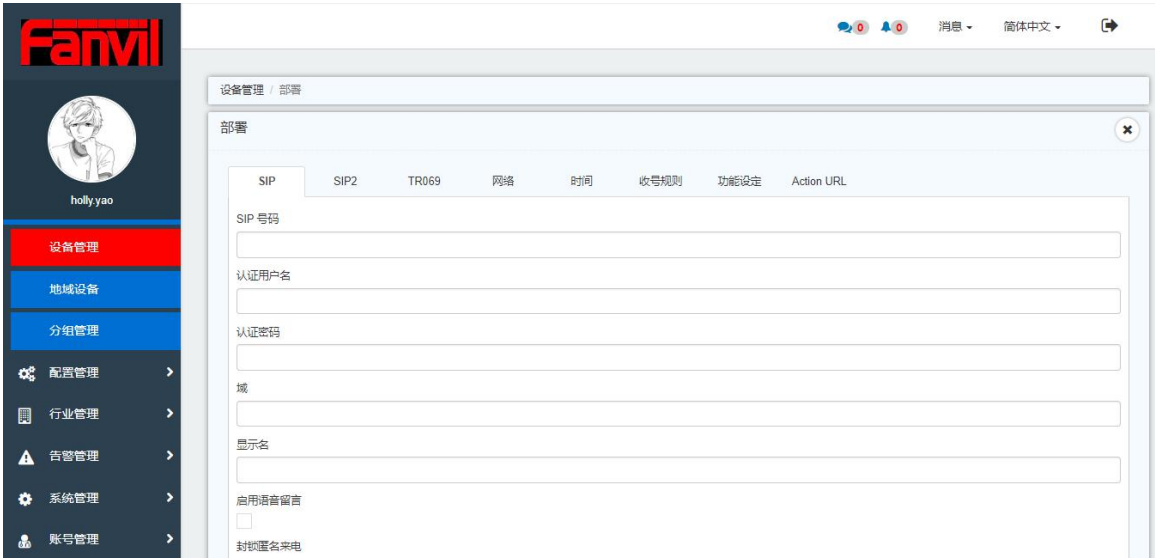 Fanvil
0 0 消息 简体中文
设备管理 / 部署
部署
holly.yao
SIP SIP2 TR069 网络 时间 收号规则 功能设定 Action URL
SIP 号码
认证用户名
认证密码
域
显示名
启用语音留言
封锁匿名来电
设备管理
地域设备
分组管理
配置管理
行业管理
告警管理
系统管理
账号管理